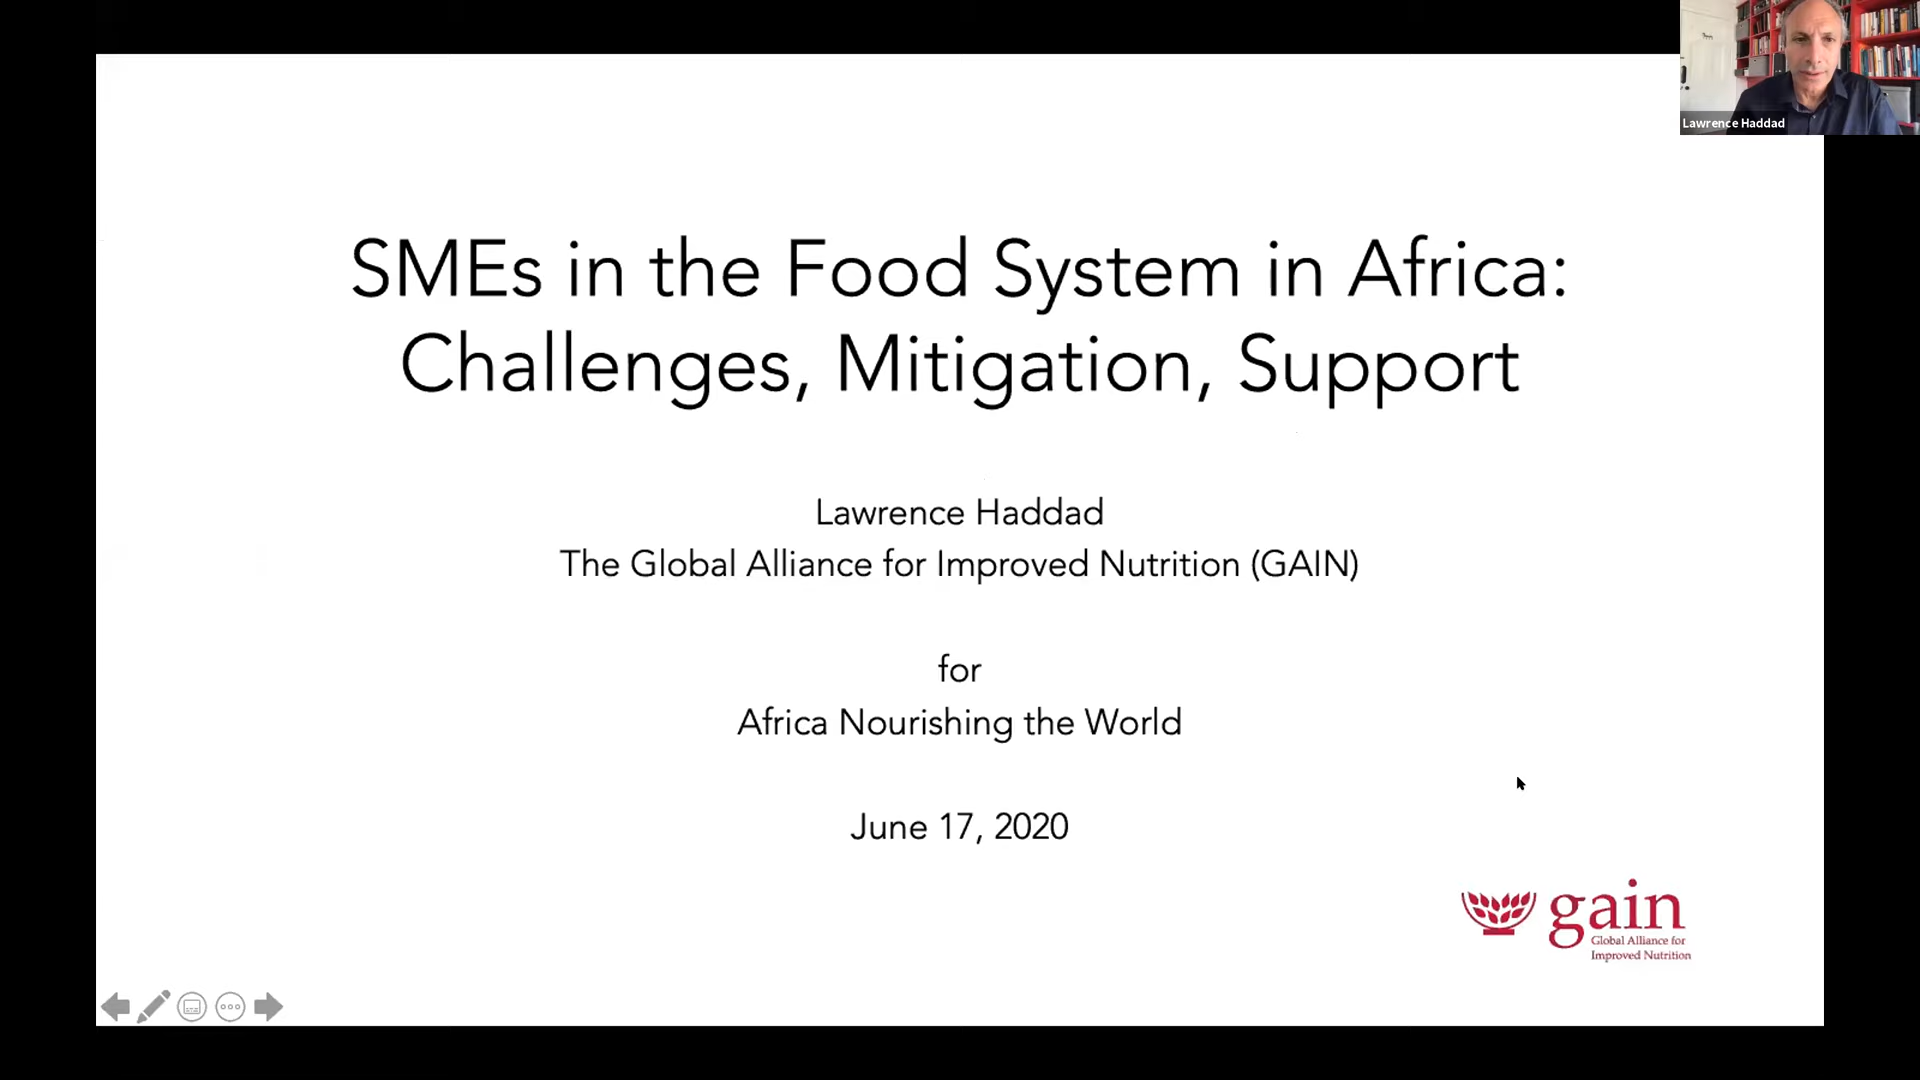 Lawrence Haddad
SMEs in the Food System in Africa:
Challenges, Mitigation, Support
Lawrence Haddad
The Global Alliance for Improved Nutrition (GAIN)
for
Africa Nourishing the World
June 17, 2020
gain
Global Alliance for
Improved Nutrition